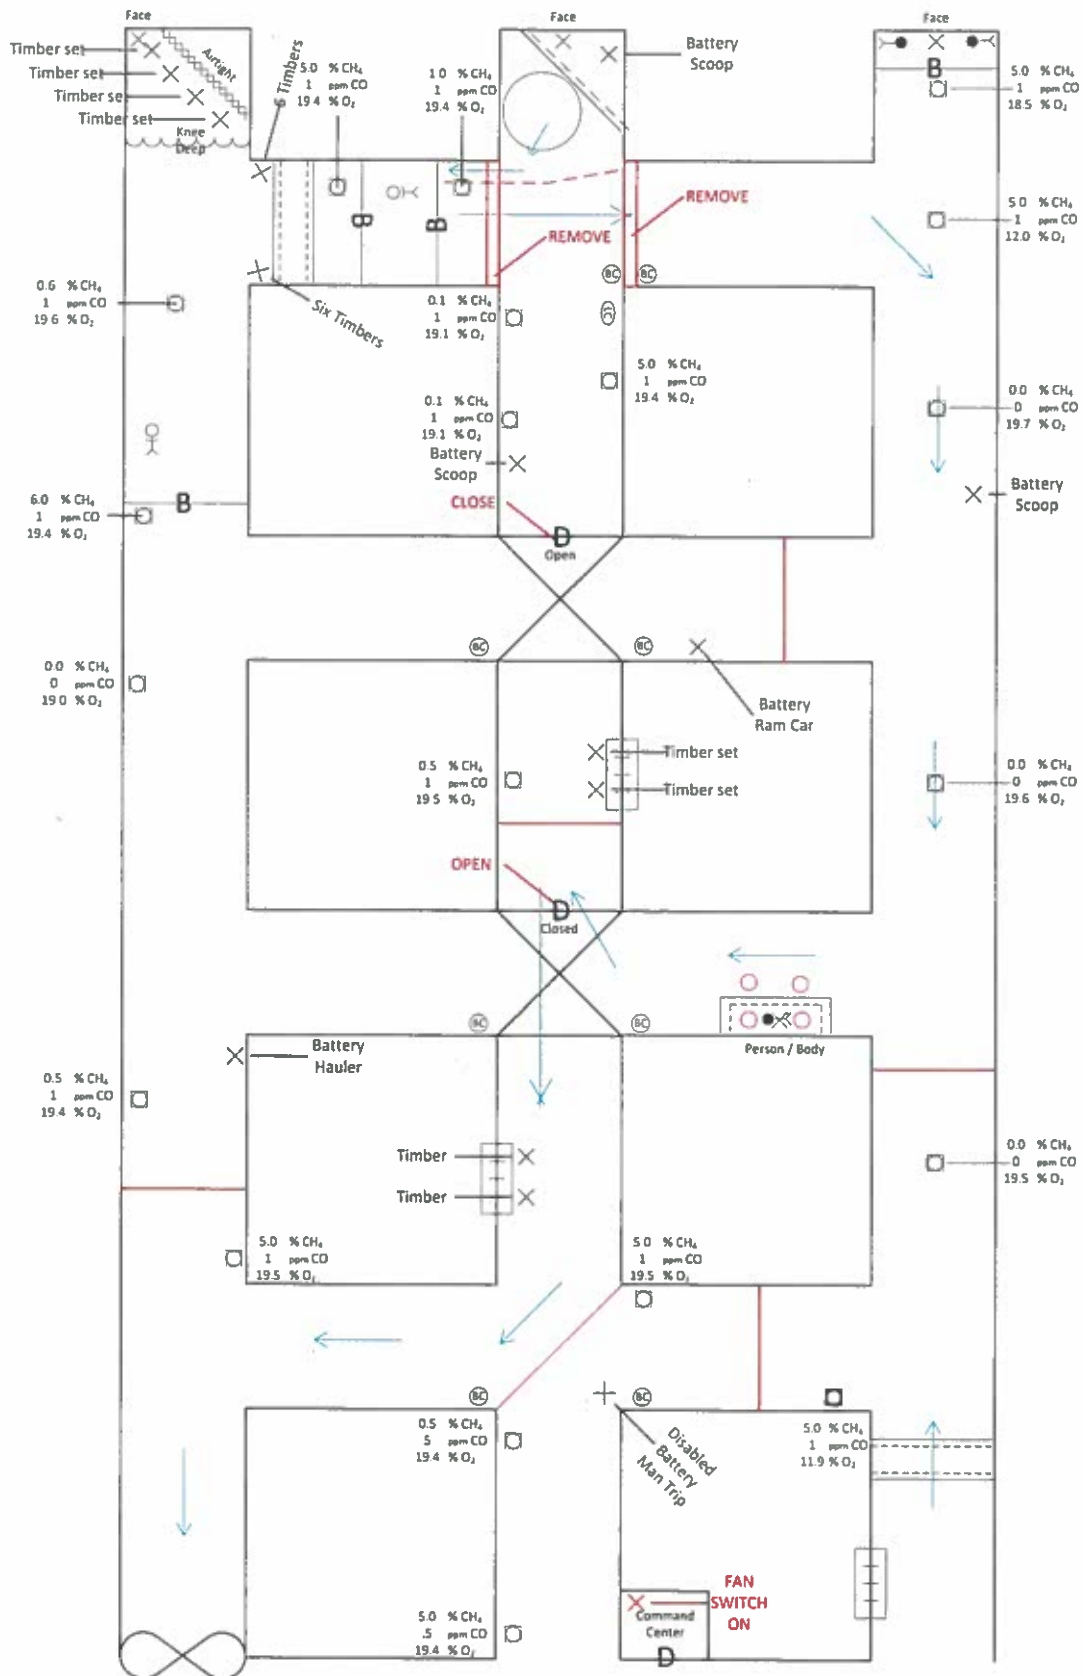 Face
Face
Face
Timber set
Timber set
Timber set
Timber set
Airtight
Knee
Deep
6 Timbers
5.0 % CH₄
1 ppm CO
19.4 % O₂
1.0 % CH₄
1 ppm CO
19.4 % O₂
Battery
Scoop
B
5.0 % CH₄
1 ppm CO
18.5 % O₂
B
B
REMOVE
REMOVE
5.0 % CH₄
1 ppm CO
12.0 % O₂
BC
BC
0.6 % CH₄
1 ppm CO
19.6 % O₂
Six Timbers
0.1 % CH₄
1 ppm CO
19.1 % O₂
5.0 % CH₄
1 ppm CO
19.4 % O₂
0.1 % CH₄
1 ppm CO
19.1 % O₂
Battery
Scoop
0.0 % CH₄
0 ppm CO
19.7 % O₂
Battery
Scoop
6.0 % CH₄
1 ppm CO
19.4 % O₂
B
CLOSE
D
Open
BC
BC
0.0 % CH₄
0 ppm CO
19.0 % O₂
Battery
Ram Car
0.5 % CH₄
1 ppm CO
19.5 % O₂
Timber set
Timber set
0.0 % CH₄
0 ppm CO
19.6 % O₂
OPEN
D
Closed
BC
BC
Person / Body
Battery
Hauler
0.5 % CH₄
1 ppm CO
19.4 % O₂
Timber
Timber
0.0 % CH₄
0 ppm CO
19.5 % O₂
5.0 % CH₄
1 ppm CO
19.5 % O₂
5.0 % CH₄
1 ppm CO
19.5 % O₂
BC
BC
0.5 % CH₄
.5 ppm CO
19.4 % O₂
Disabled
Battery
Man Trip
5.0 % CH₄
1 ppm CO
11.9 % O₂
5.0 % CH₄
.5 ppm CO
19.4 % O₂
FAN
SWITCH
ON
Command
Center
D